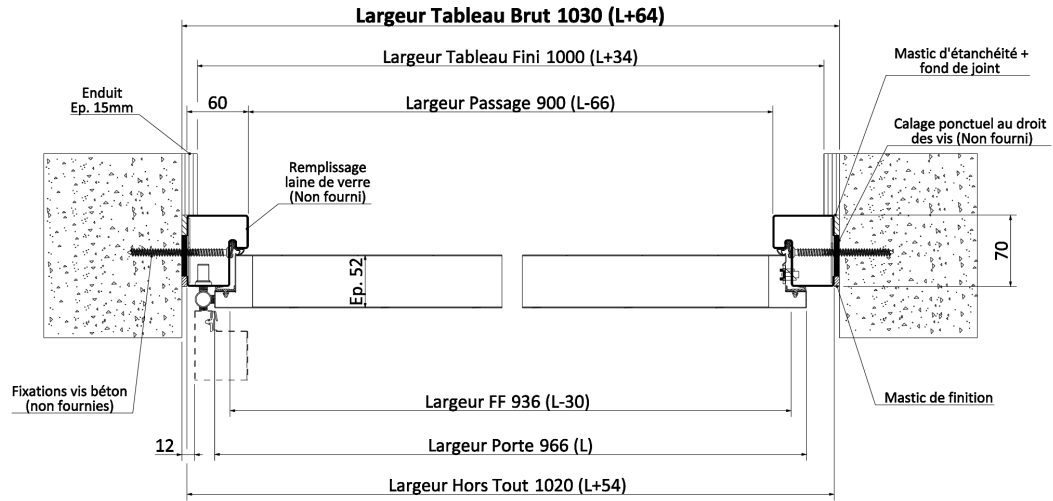 Largeur Tableau Brut 1030 (L+64)
Largeur Tableau Fini 1000 (L+34)
Mastic d'étanchéité +
fond de joint
Enduit
Ep. 15mm
60
Largeur Passage 900 (L-66)
Calage ponctuel au droit
des vis (Non fourni)
Remplissage
laine de verre
(Non fourni)
70
Ep. 52
Fixations vis béton
(non fournies)
Largeur FF 936 (L-30)
Mastic de finition
12
Largeur Porte 966 (L)
Largeur Hors Tout 1020 (L+54)